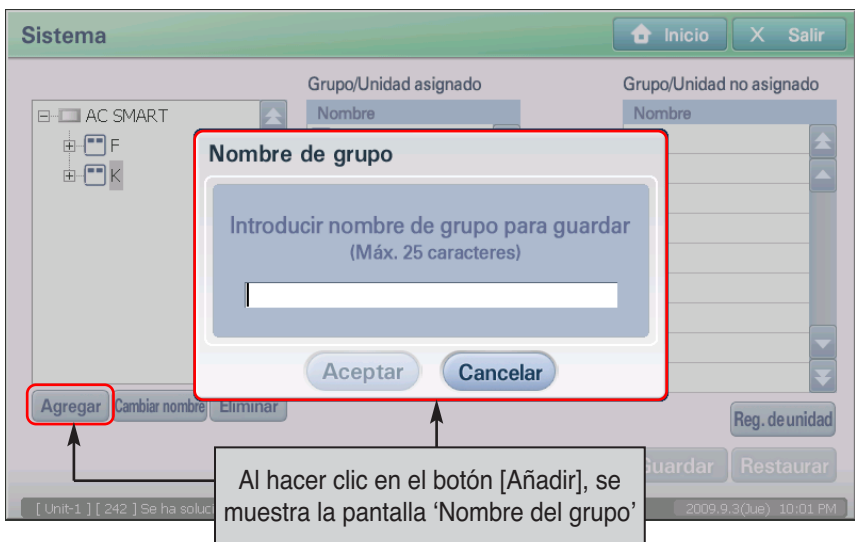 Sistema
Inicio
X Salir
Grupo/Unidad asignado
Grupo/Unidad no asignado
AC SMART
Nombre
Nombre
F
K
Nombre de grupo
Introducir nombre de grupo para guardar
(Máx. 25 caracteres)
Aceptar
Cancelar
Agregar
Cambiar nombre
Eliminar
Reg. de unidad
Guardar
Restaurar
Al hacer clic en el botón [Añadir], se
muestra la pantalla ‘Nombre del grupo’
[ Unit-1 ] [ 242 ] Se ha
2009.9.3(Jue) 10:01 PM